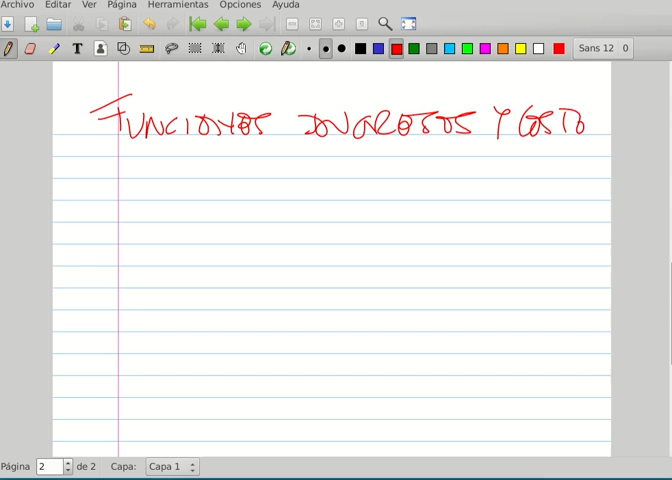 Archivo Editar Ver Página Herramientas Opciones Ayuda
Sans 12 0
FUNCIONES INGRESOS Y COSTO
Página 2 de 2 Capa: Capa 1